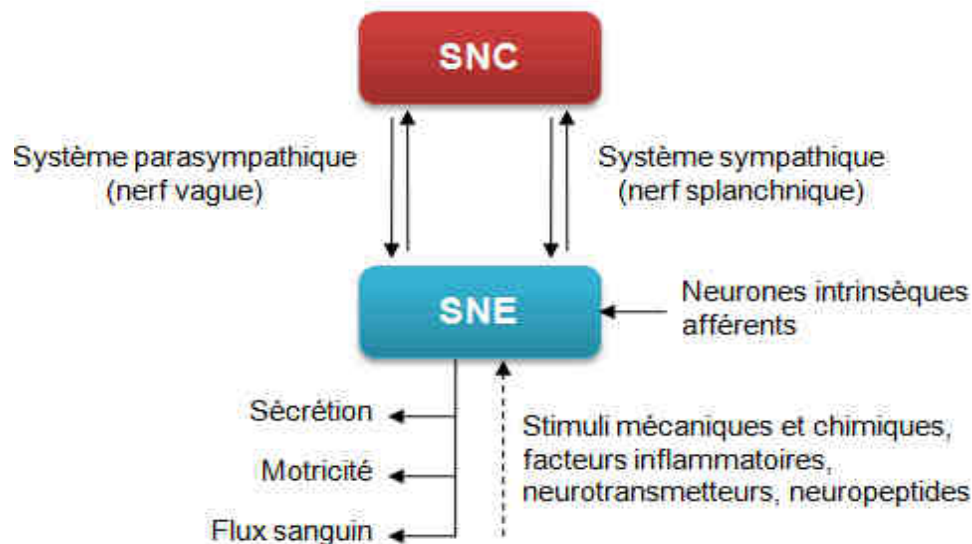 SNC
Système parasympathique
(nerf vague)
Système sympathique
(nerf splanchnique)
SNE
Neurones intrinsèques
afférents
Sécrétion
Motricité
Flux sanguin
Stimuli mécaniques et chimiques,
facteurs inflammatoires,
neurotransmetteurs, neuropeptides